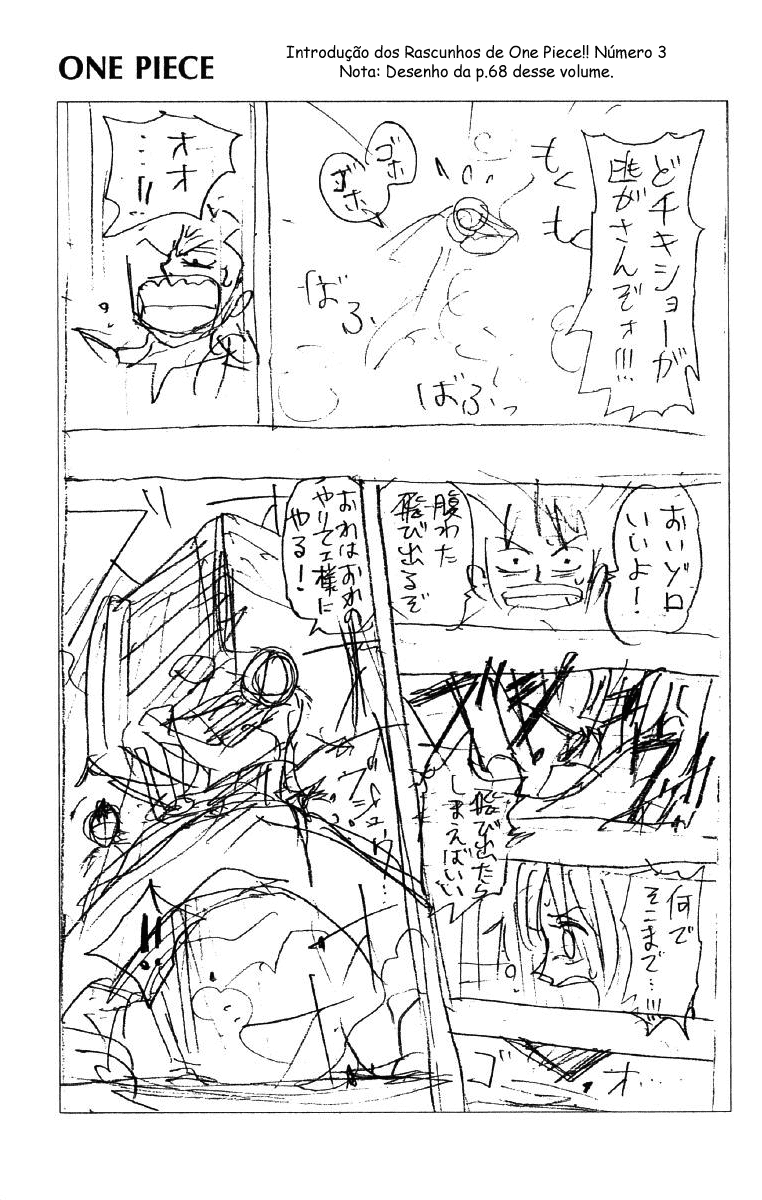 ONE PIECE
Introdução dos Rascunhos de One Piece!! Número 3
Nota: Desenho da p.68 desse volume.
どチキショーが
逃がさんぞォ!!!
もくもく
ゴホ
ゴホ
ばふっ
ばふっ
オオ
…!!
おいゾロ
いいよ!
腹わた
飛び出るぞ
飛び出たら
しまえばいい
何で
そこまで…!!!
おれはおれの
やりてェ様に
やる!
!!
ゴ
オ…